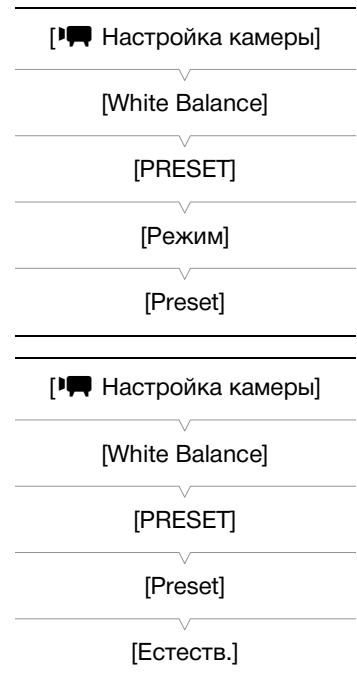 [Настройка камеры]
[White Balance]
[PRESET]
[Режим]
[Preset]
[Настройка камеры]
[White Balance]
[PRESET]
[Preset]
[Естеств.]